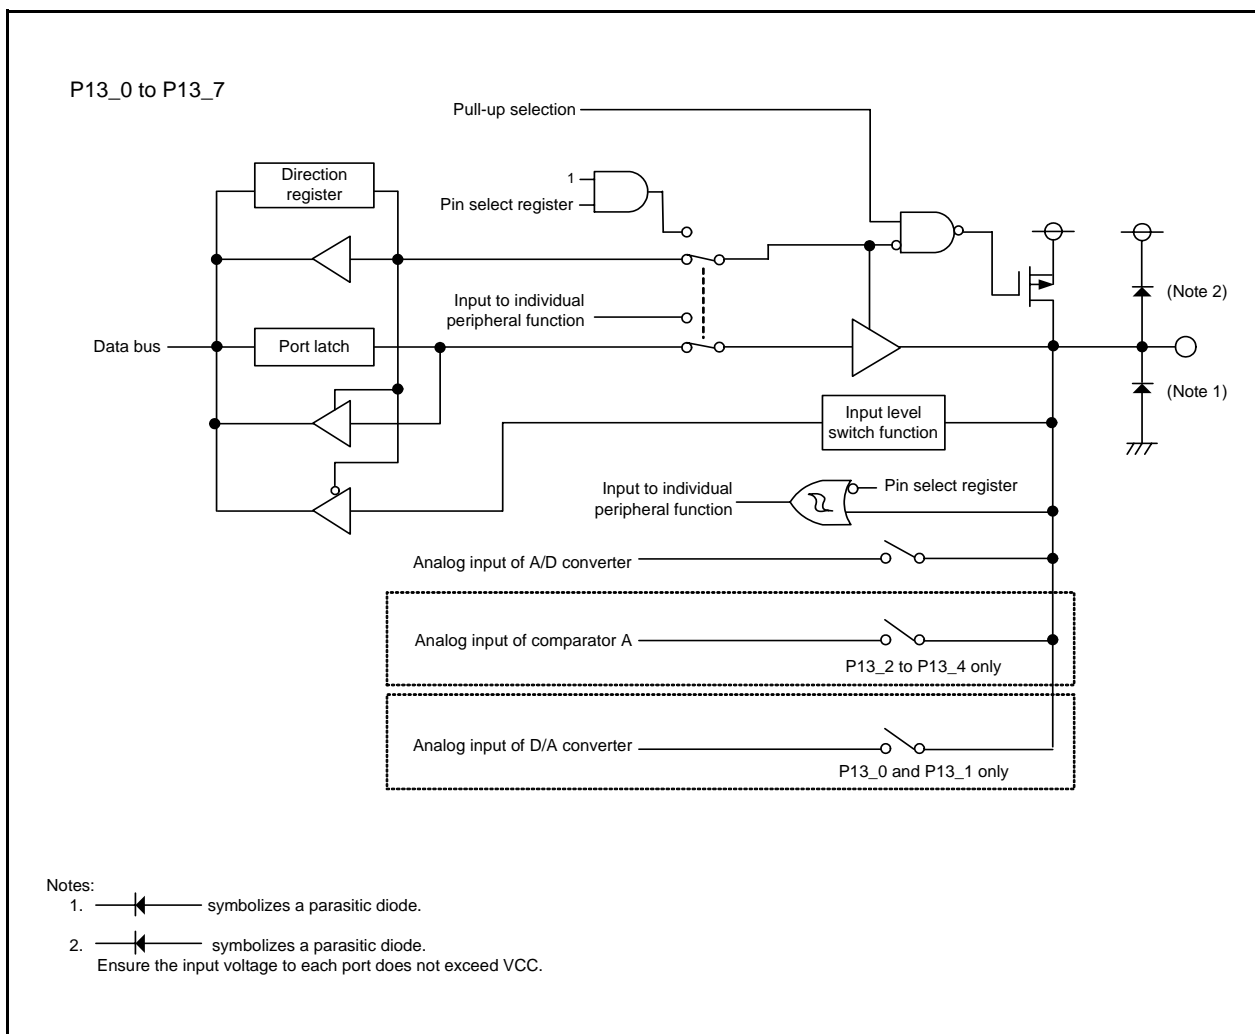 P13_0 to P13_7
Pull-up selection
Direction
register
1
Pin select register
Input to individual
peripheral function
(Note 2)
Data bus
Port latch
(Note 1)
Input level
switch function
Input to individual
peripheral function
Pin select register
Analog input of A/D converter
Analog input of comparator A
P13_2 to P13_4 only
Analog input of D/A converter
P13_0 and P13_1 only
Notes:
1. symbolizes a parasitic diode.
2. symbolizes a parasitic diode.
Ensure the input voltage to each port does not exceed VCC.